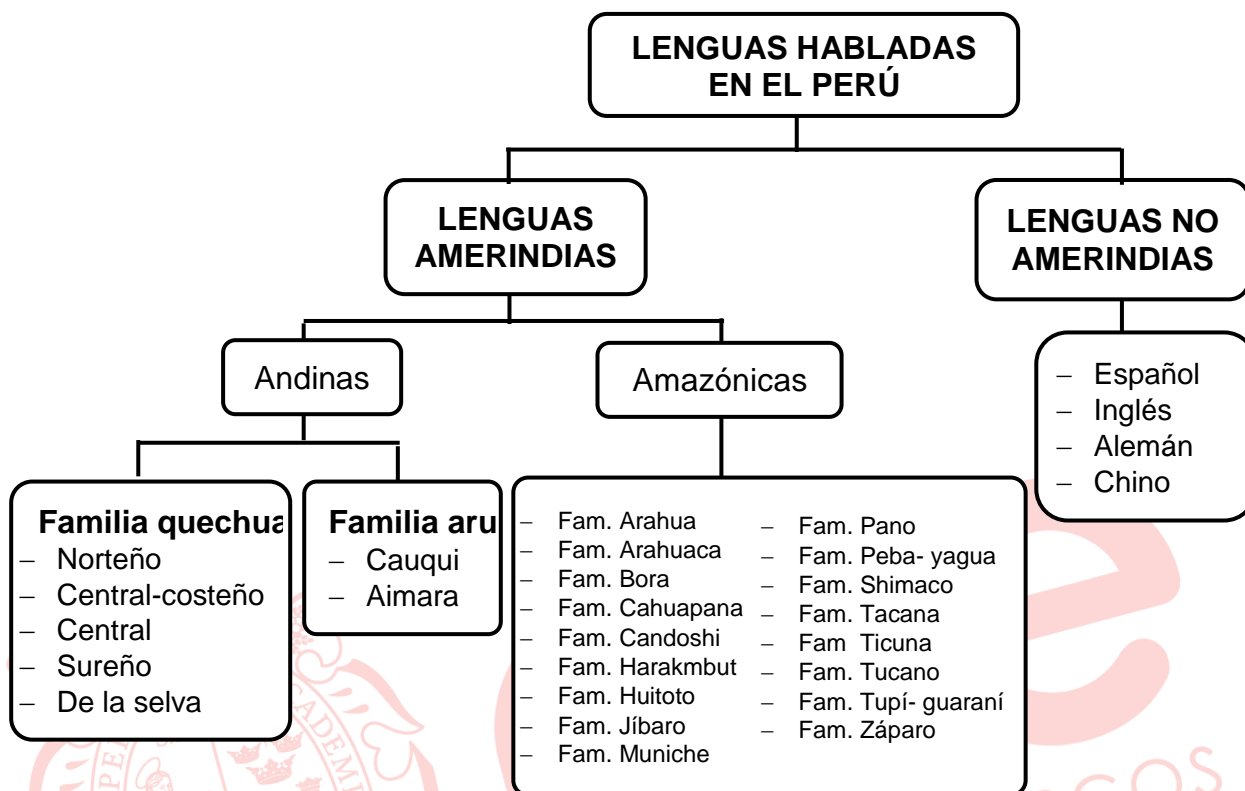 LENGUAS HABLADAS
EN EL PERÚ
LENGUAS
AMERINDIAS
LENGUAS NO
AMERINDIAS
Andinas
Amazónicas
– Español
– Inglés
– Alemán
– Chino
Familia quechua
– Norteño
– Central-costeño
– Central
– Sureño
– De la selva
Familia aru
– Cauqui
– Aimara
– Fam. Arahua
– Fam. Arahuaca
– Fam. Bora
– Fam. Cahuapana
– Fam. Candoshi
– Fam. Harakmbut
– Fam. Huitoto
– Fam. Jíbaro
– Fam. Muniche
– Fam. Pano
– Fam. Peba- yagua
– Fam. Shimaco
– Fam. Tacana
– Fam Ticuna
– Fam. Tucano
– Fam. Tupí- guaraní
– Fam. Záparo